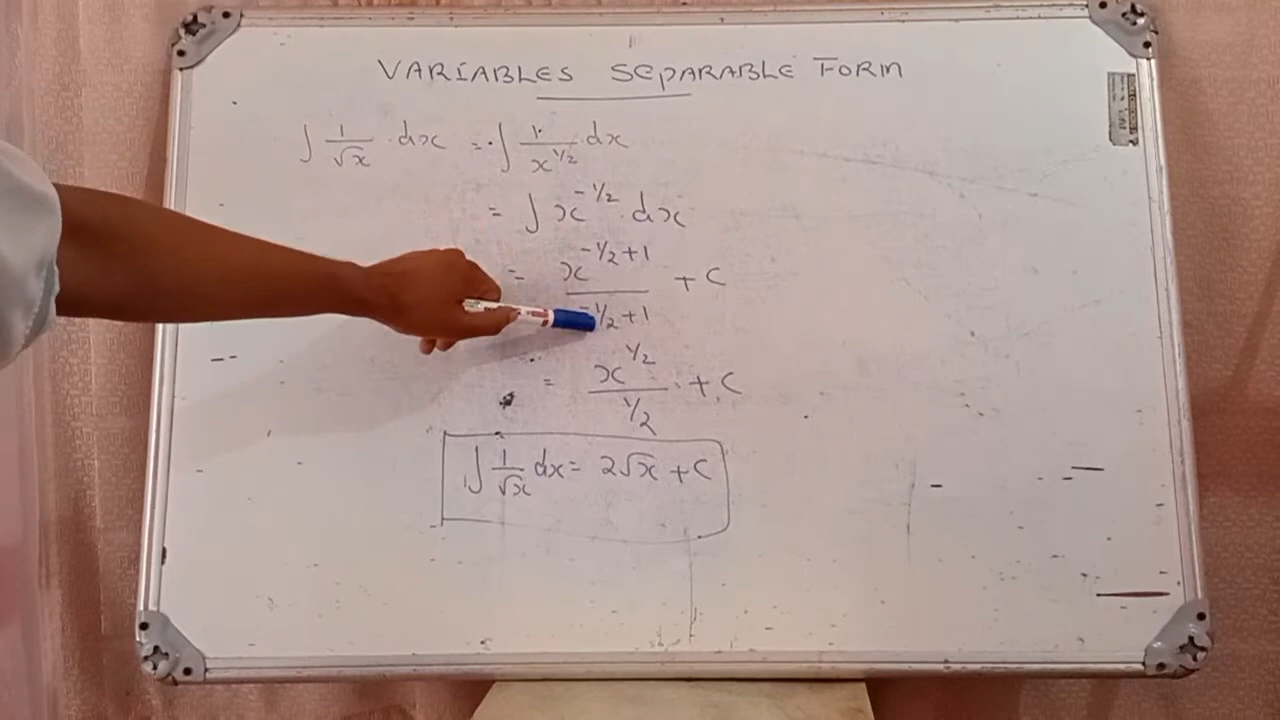 VARIABLES SEPARABLE FORM
∫ 1/√x · dx = ∫ 1/x^{1/2} · dx
= ∫ x^{-1/2} · dx
= x^{-1/2+1}/(-1/2+1) + C
= x^{1/2}/(1/2) + C
∫ 1/√x dx = 2√x + C